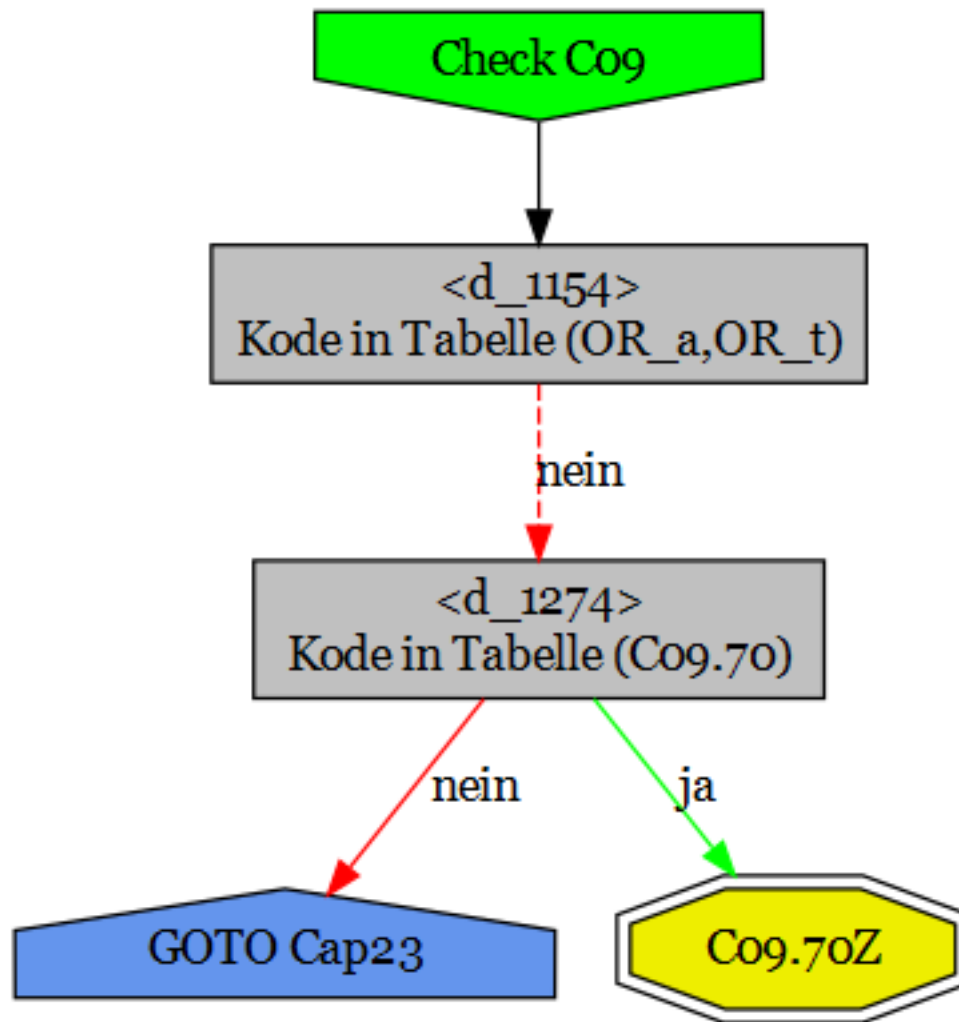 Check C09
<d_1154>
Kode in Tabelle (OR_a,OR_t)
nein
<d_1274>
Kode in Tabelle (C09.70)
nein
ja
GOTO Cap23
C09.70Z